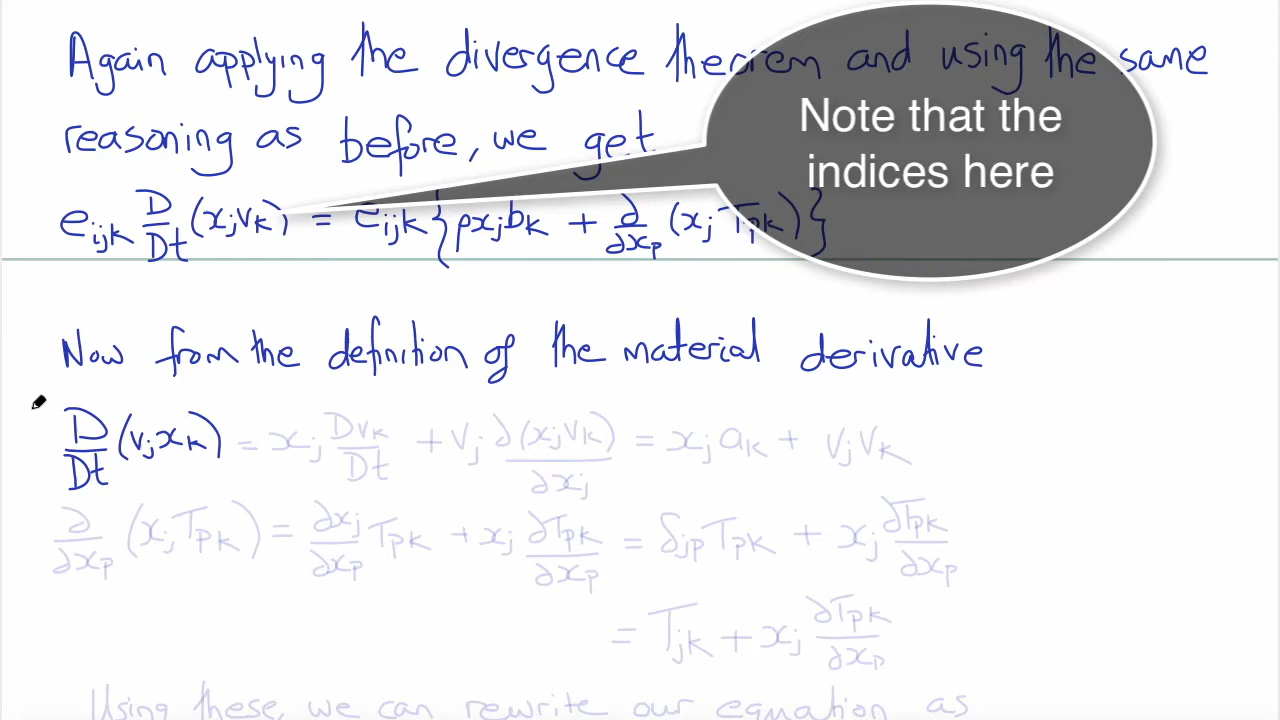 Again applying the divergence theorem and using the same
reasoning as before, we get
Note that the
indices here
e_ijk D/Dt (x_j v_k) = e_ijk { ρx_j b_k + ∂/∂x_p (x_j T_pk) }
Now from the definition of the material derivative
D/Dt (v_j x_k) = x_j Dv_k/Dt + v_j ∂(x_j v_k)/∂x_j = x_j a_k + v_j v_k
∂/∂x_p (x_j T_pk) = ∂x_j/∂x_p T_pk + x_j ∂T_pk/∂x_p = δ_jp T_pk + x_j ∂T_pk/∂x_p
= T_jk + x_j ∂T_pk/∂x_p
Using these, we can rewrite our equation as